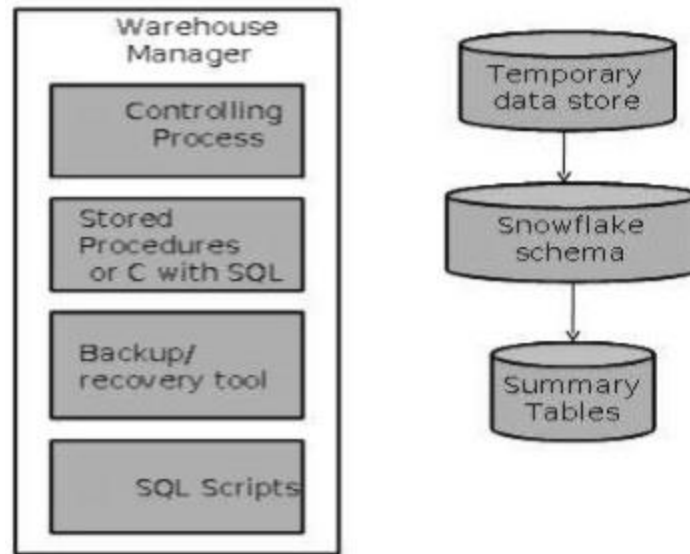 Warehouse
Manager
Controlling
Process
Stored
Procedures
or C with SQL
Backup/
recovery tool
SQL Scripts
Temporary
data store
Snowflake
schema
Summary
Tables